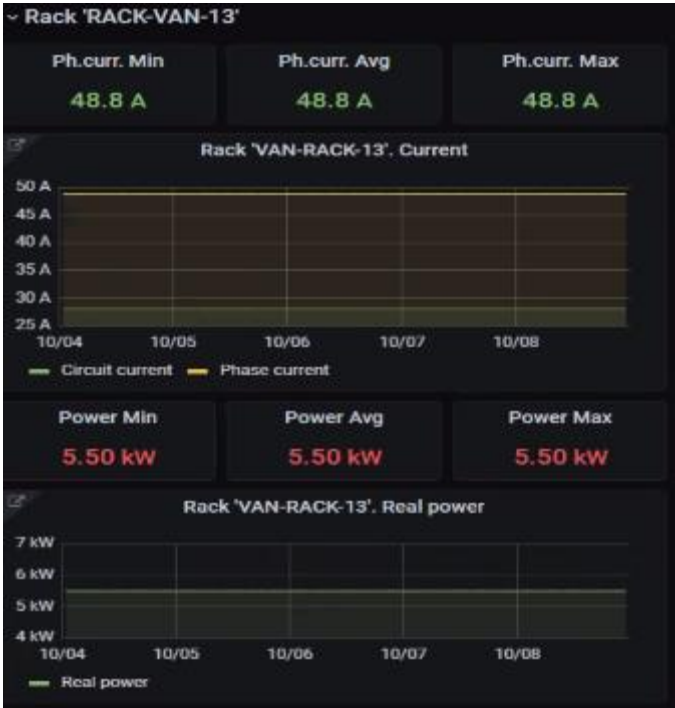 Rack 'RACK-VAN-13'
Ph.curr. Min Ph.curr. Avg Ph.curr. Max
48.8 A 48.8 A 48.8 A
Rack 'VAN-RACK-13'. Current
50 A
45 A
40 A
35 A
30 A
25 A
10/04 10/05 10/06 10/07 10/08
Circuit current Phase current
Power Min Power Avg Power Max
5.50 kW 5.50 kW 5.50 kW
Rack 'VAN-RACK-13'. Real power
7 kW
6 kW
5 kW
4 kW
10/04 10/05 10/06 10/07 10/08
Real power